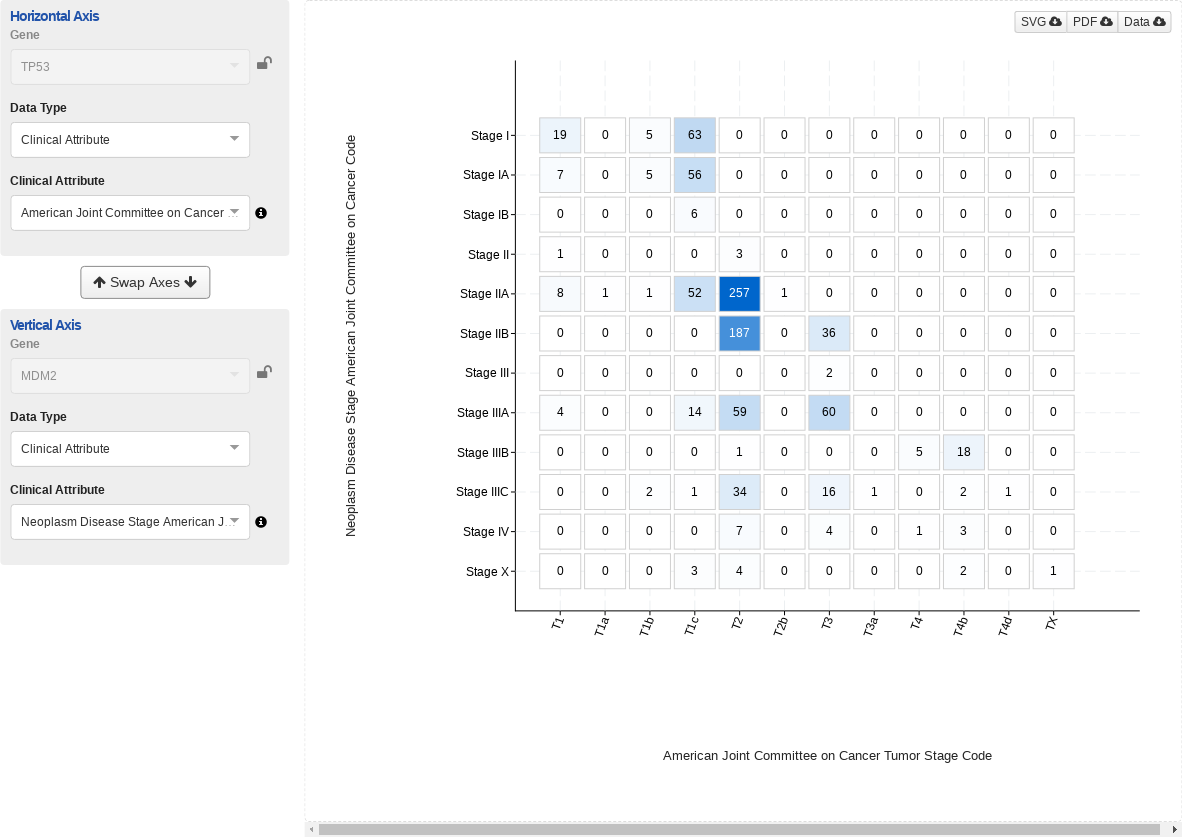 Horizontal Axis
Gene
TP53
Data Type
Clinical Attribute
Clinical Attribute
American Joint Committee on Cancer ...
Swap Axes
Vertical Axis
Gene
MDM2
Data Type
Clinical Attribute
Clinical Attribute
Neoplasm Disease Stage American J...
SVG PDF Data
Neoplasm Disease Stage American Joint Committee on Cancer Code
Stage I 19 0 5 63 0 0 0 0 0 0 0 0
Stage IA 7 0 5 56 0 0 0 0 0 0 0 0
Stage IB 0 0 0 6 0 0 0 0 0 0 0 0
Stage II 1 0 0 0 3 0 0 0 0 0 0 0
Stage IIA 8 1 1 52 257 1 0 0 0 0 0 0
Stage IIB 0 0 0 0 187 0 36 0 0 0 0 0
Stage III 0 0 0 0 0 0 2 0 0 0 0 0
Stage IIIA 4 0 0 14 59 0 60 0 0 0 0 0
Stage IIIB 0 0 0 0 1 0 0 0 5 18 0 0
Stage IIIC 0 0 2 1 34 0 16 1 0 2 1 0
Stage IV 0 0 0 0 7 0 4 0 1 3 0 0
Stage X 0 0 0 3 4 0 0 0 0 2 0 1
T1 T1a T1b T1c T2 T2b T3 T3a T4 T4b T4d TX
American Joint Committee on Cancer Tumor Stage Code